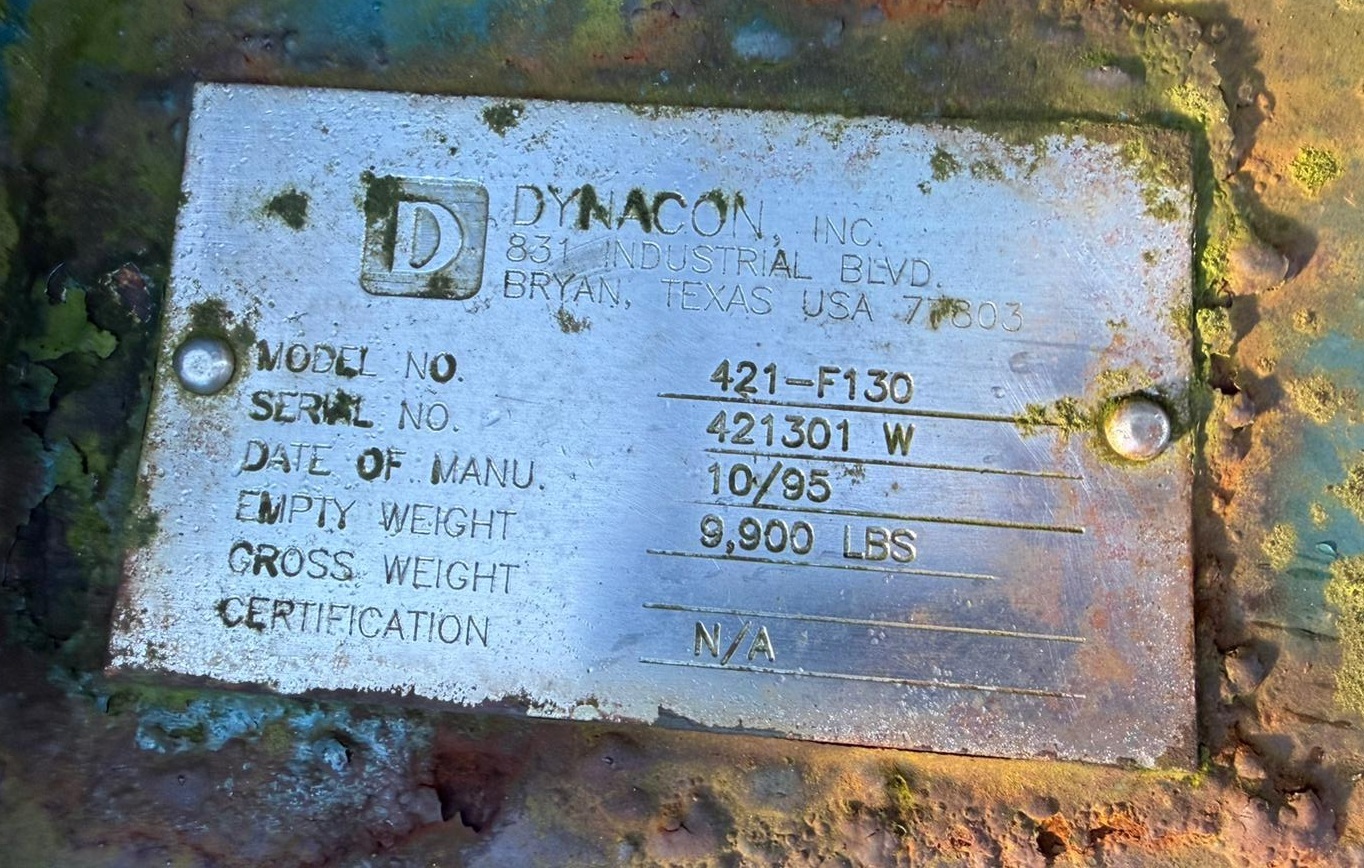 D
DYNACON, INC.
831 INDUSTRIAL BLVD.
BRYAN, TEXAS USA 77803
MODEL NO. 421-F130
SERIAL NO. 421301 W
DATE OF MANU. 10/95
EMPTY WEIGHT 9,900 LBS
GROSS WEIGHT
CERTIFICATION N/A